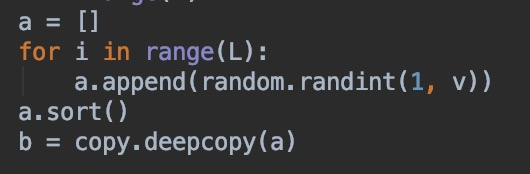 a = []
for i in range(L):
    a.append(random.randint(1, v))
a.sort()
b = copy.deepcopy(a)